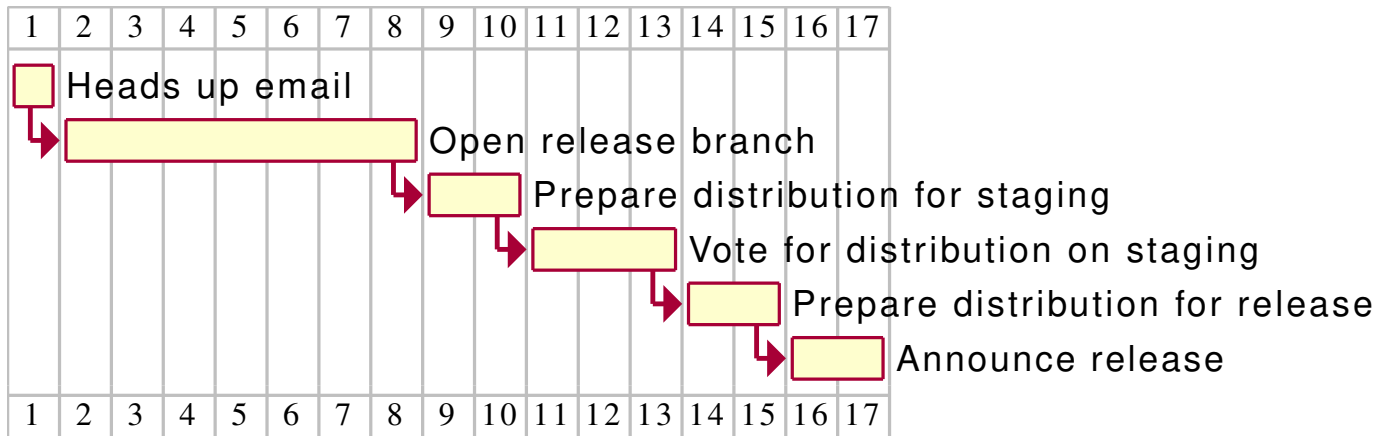 1 2 3 4 5 6 7 8 9 10 11 12 13 14 15 16 17
Heads up email
Open release branch
Prepare distribution for staging
Vote for distribution on staging
Prepare distribution for release
Announce release
1 2 3 4 5 6 7 8 9 10 11 12 13 14 15 16 17